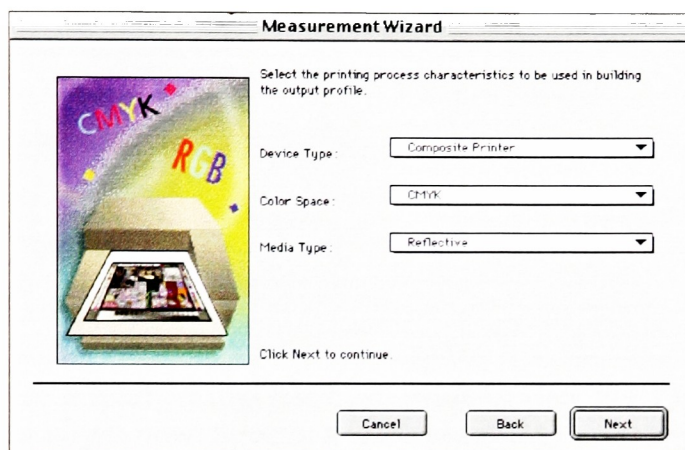 Measurement Wizard
Select the printing process characteristics to be used in building
the output profile.
CMYK
RGB
Device Type: Composite Printer
Color Space: CMYK
Media Type: Reflective
Click Next to continue.
Cancel Back Next